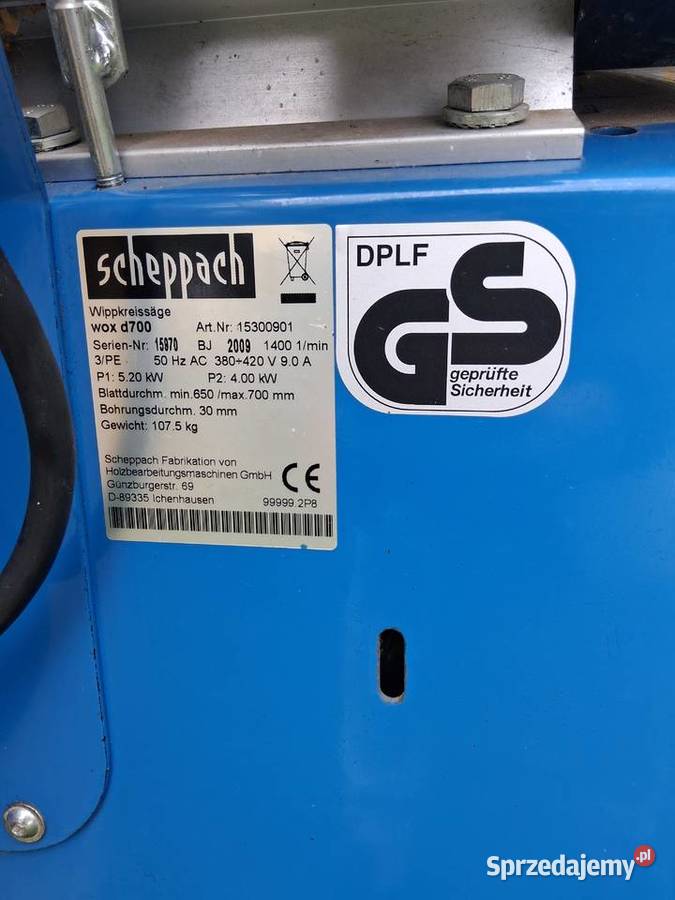 scheppach
Wippkreissäge
wox d700 Art.Nr: 15300901
Serien-Nr: 15870 BJ 2009 1400 1/min
3/PE 50 Hz AC 380÷420 V 9.0 A
P1: 5.20 kW P2: 4.00 kW
Blattdurchm. min.650 /max.700 mm
Bohrungsdurchm. 30 mm
Gewicht: 107.5 kg
Scheppach Fabrikation von
Holzbearbeitungsmaschinen GmbH
Günzburgerstr. 69
D-89335 Ichenhausen 99999.2P8
CE
DPLF
GS
geprüfte
Sicherheit
Sprzedajemy.pl